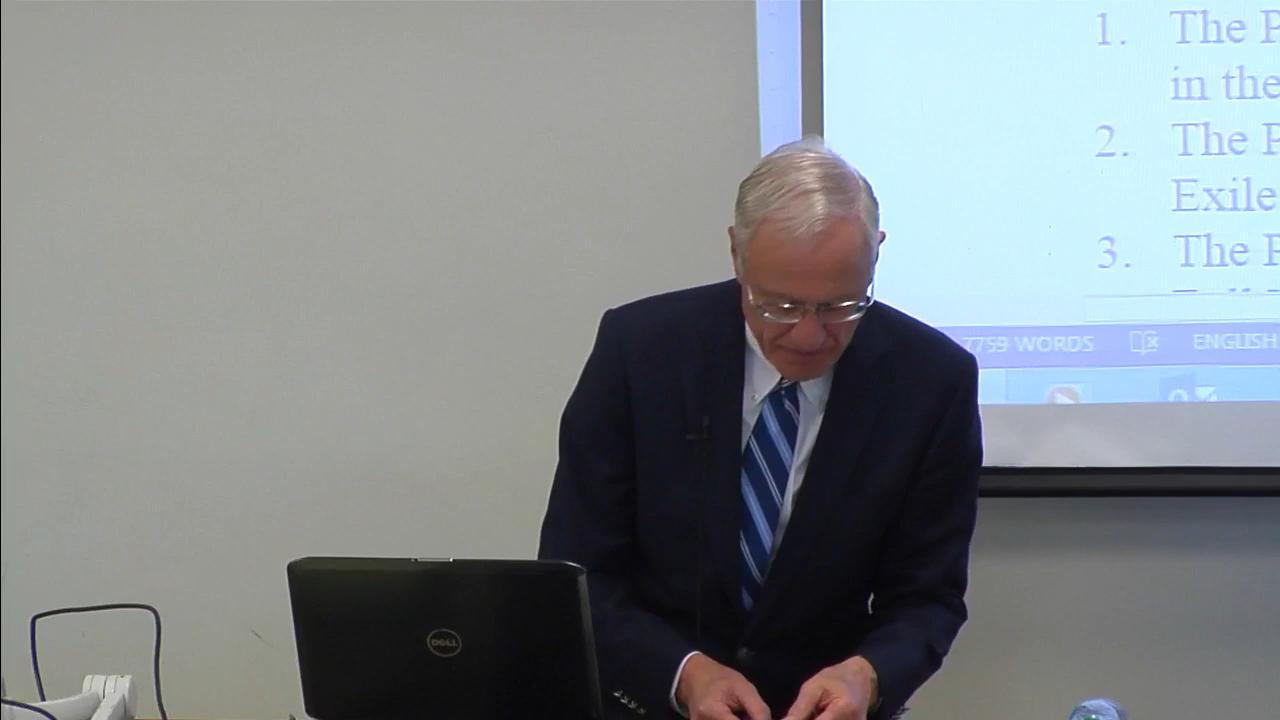 1. The P
in the
2. The P
Exile
3. The P
7759 WORDS ENGLISH
DELL